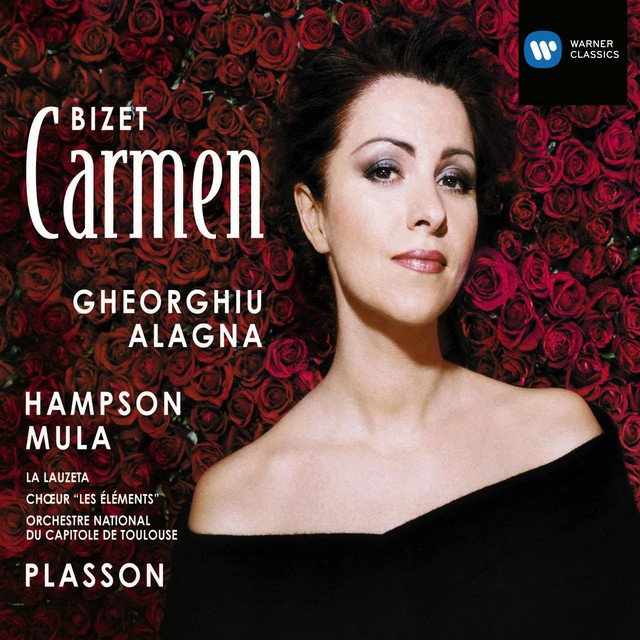 WARNER
CLASSICS
BIZET
Carmen
GHEORGHIU
ALAGNA
HAMPSON
MULA
LA LAUZETA
CHŒUR “LES ÉLÉMENTS”
ORCHESTRE NATIONAL
DU CAPITOLE DE TOULOUSE
PLASSON